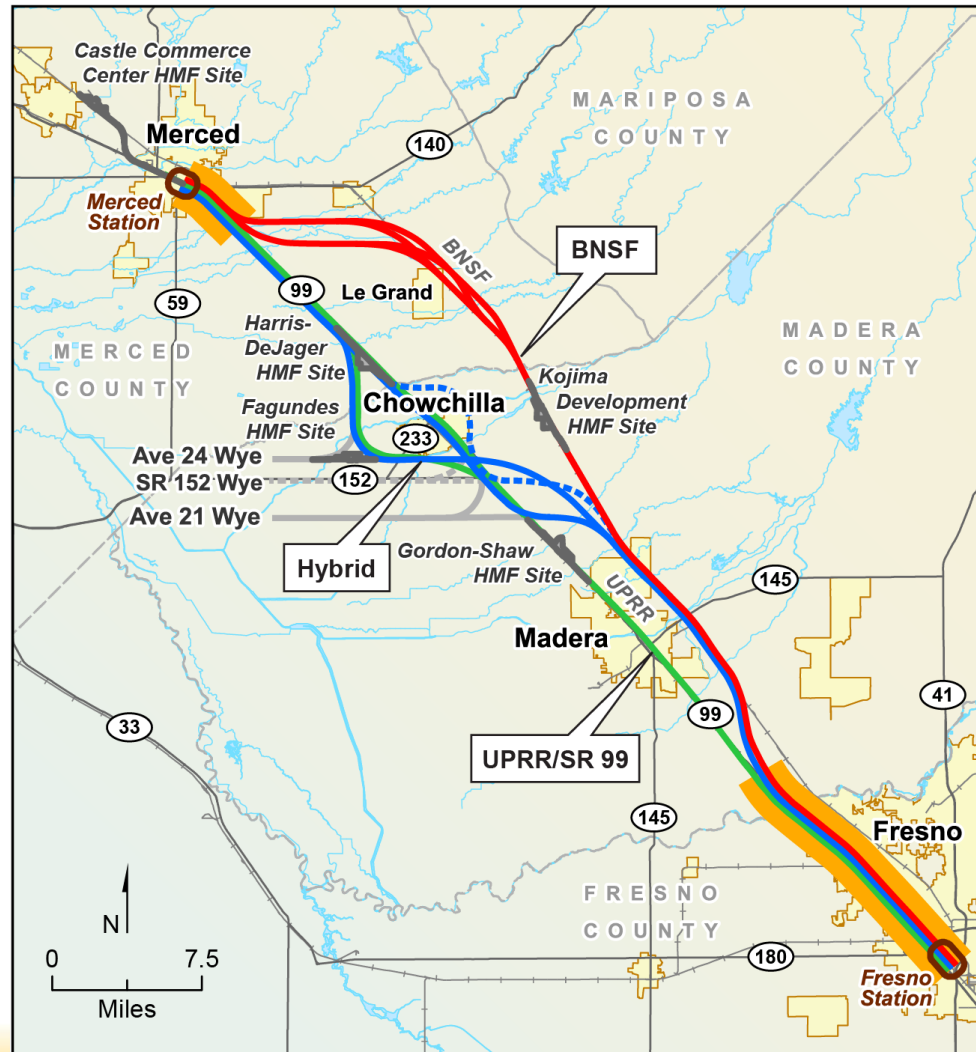 Castle Commerce
Center HMF Site
MARIPOSA
COUNTY
Merced
140
Merced
Station
BNSF
BNSF
59
99
Le Grand
MERCED
COUNTY
MADERA
COUNTY
Harris-
DeJager
HMF Site
Kojima
Development
HMF Site
Chowchilla
Fagundes
HMF Site
233
Ave 24 Wye
SR 152 Wye
152
Ave 21 Wye
Hybrid
Gordon-Shaw
HMF Site
UPRR
145
Madera
41
99
33
UPRR/SR 99
145
Fresno
FRESNO
COUNTY
N
0 7.5
Miles
180
Fresno
Station